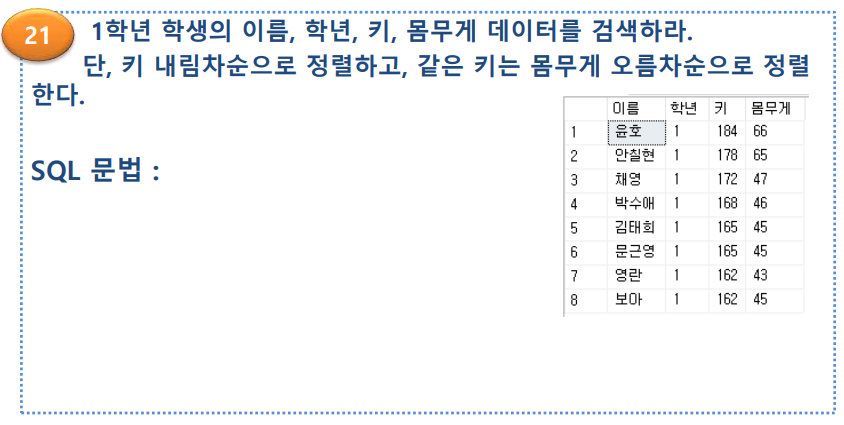 21
1학년 학생의 이름, 학년, 키, 몸무게 데이터를 검색하라.
단, 키 내림차순으로 정렬하고, 같은 키는 몸무게 오름차순으로 정렬
한다.
SQL 문법 :
이름 학년 키 몸무게
1 윤호 1 184 66
2 안칠현 1 178 65
3 채영 1 172 47
4 박수애 1 168 46
5 김태희 1 165 45
6 문근영 1 165 45
7 영란 1 162 43
8 보아 1 162 45